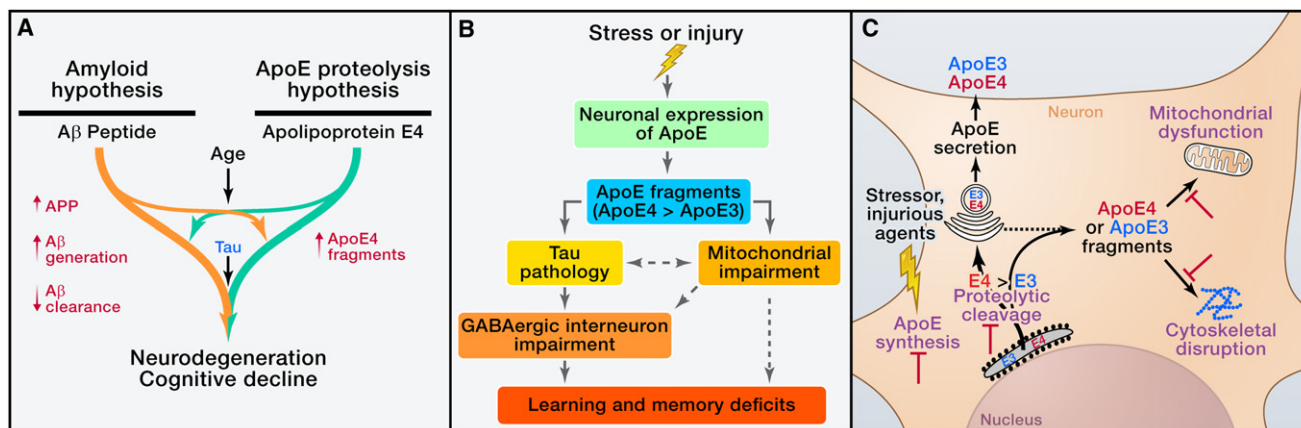 A
Amyloid
hypothesis
ApoE proteolysis
hypothesis
Aβ Peptide
Apolipoprotein E4
Age
↑ APP
↑ Aβ
generation
↓ Aβ
clearance
Tau
↑ ApoE4
fragments
Neurodegeneration
Cognitive decline
B
Stress or injury
Neuronal expression
of ApoE
ApoE fragments
(ApoE4 > ApoE3)
Tau
pathology
Mitochondrial
impairment
GABAergic interneuron
impairment
Learning and memory deficits
C
ApoE3
ApoE4
Neuron
ApoE
secretion
Mitochondrial
dysfunction
Stressor,
injurious
agents
E3
E4
ApoE4
or ApoE3
fragments
E4 > E3
Proteolytic
cleavage
ApoE
synthesis
Cytoskeletal
disruption
E3 E4
Nucleus